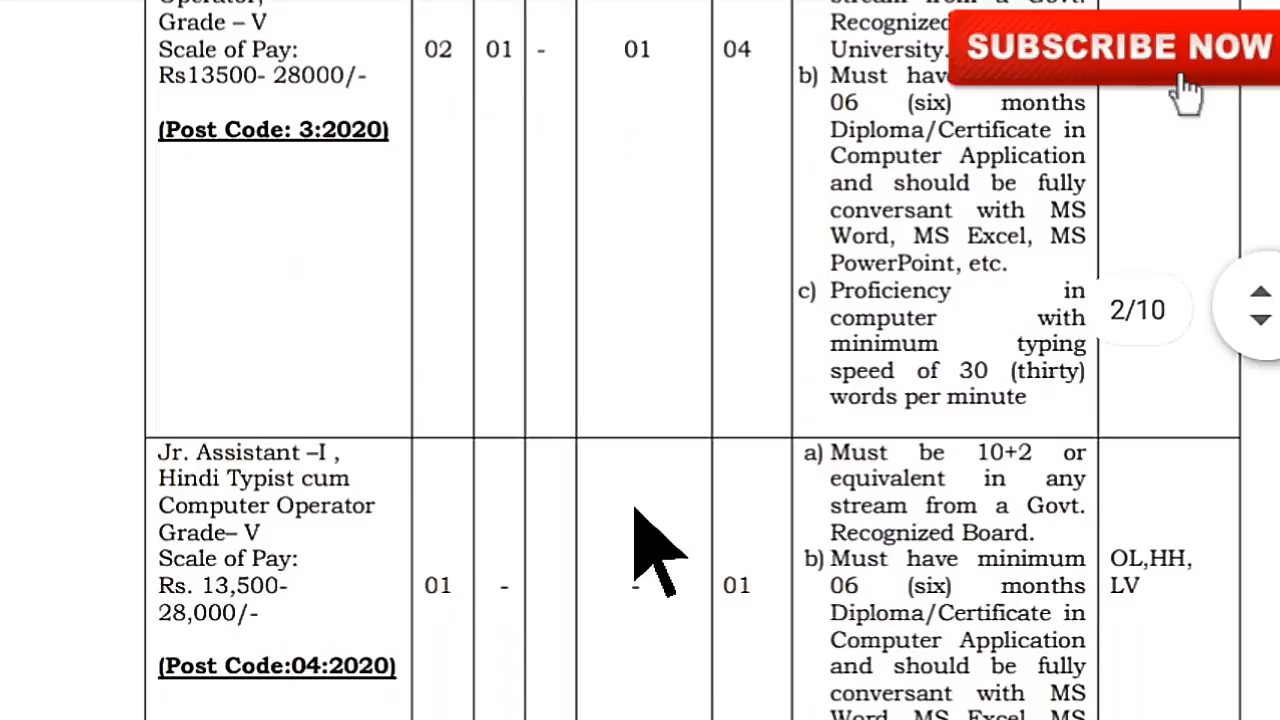 Grade – V
Scale of Pay:
Rs13500- 28000/-
(Post Code: 3:2020)
02 01 - 01 04
Recognized
University.
b) Must have
06 (six) months
Diploma/Certificate in
Computer Application
and should be fully
conversant with MS
Word, MS Excel, MS
PowerPoint, etc.
c) Proficiency in
computer with
minimum typing
speed of 30 (thirty)
words per minute
SUBSCRIBE NOW
2/10
Jr. Assistant –I ,
Hindi Typist cum
Computer Operator
Grade– V
Scale of Pay:
Rs. 13,500-
28,000/-
(Post Code:04:2020)
01 - - 01
a) Must be 10+2 or
equivalent in any
stream from a Govt.
Recognized Board.
b) Must have minimum
06 (six) months
Diploma/Certificate in
Computer Application
and should be fully
conversant with MS
Word, MS Excel, MS
OL,HH,
LV